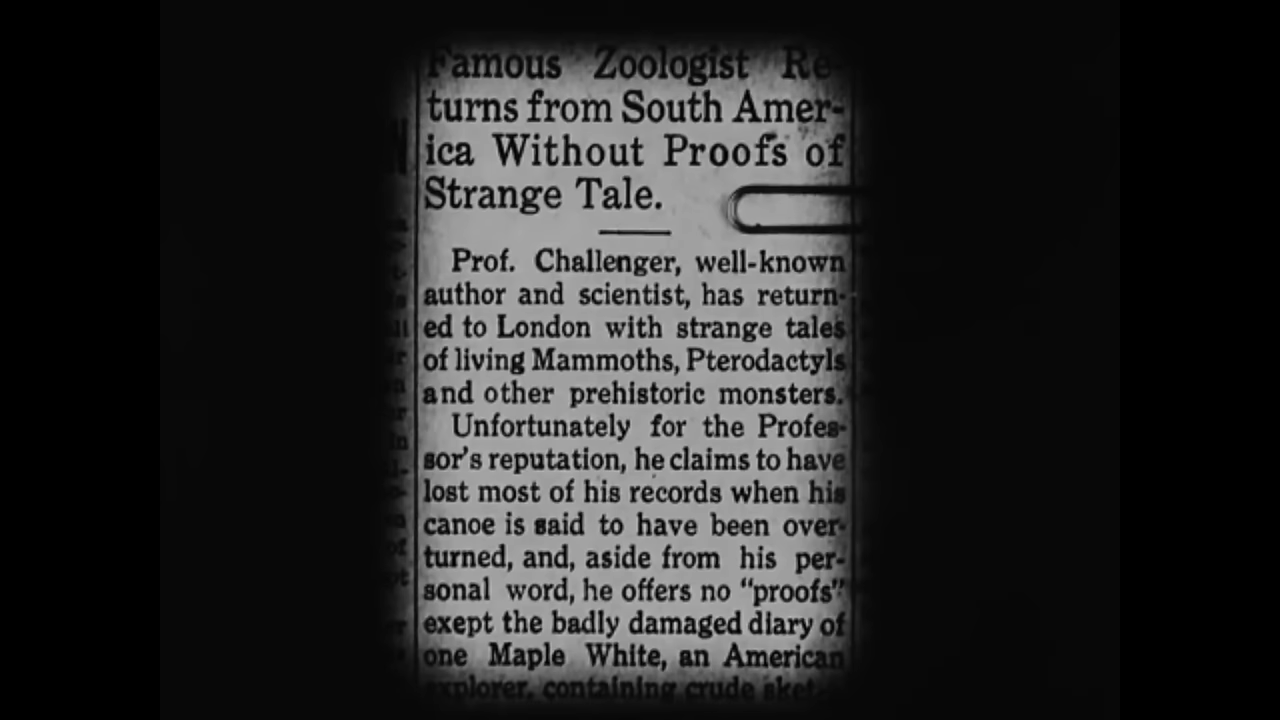 Famous Zoologist Re-
turns from South Amer-
ica Without Proofs of
Strange Tale.
Prof. Challenger, well-known
author and scientist, has return-
ed to London with strange tales
of living Mammoths, Pterodactyls
and other prehistoric monsters.
Unfortunately for the Profes-
sor's reputation, he claims to have
lost most of his records when his
canoe is said to have been over-
turned, and, aside from his per-
sonal word, he offers no "proofs"
exept the badly damaged diary of
one Maple White, an American
explorer, containing crude sket-